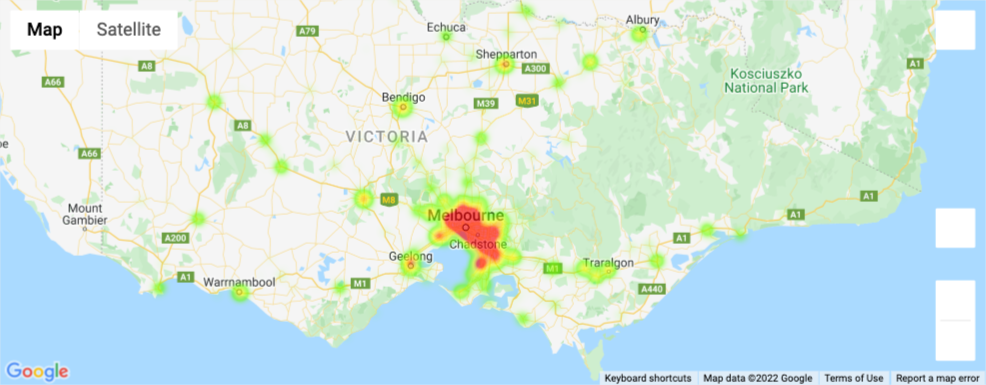 Map
Satellite
A79
Echuca
Albury
Shepparton
A300
A8
A66
A1
Kosciuszko
National Park
Bendigo
M39
M31
VICTORIA
A8
A66
M8
A1
Mount
Gambier
Melbourne
A1
A200
A1
Chadstone
Geelong
M1
Traralgon
A1
Warrnambool
M1
A440
Google
Keyboard shortcuts
Map data ©2022 Google
Terms of Use
Report a map error